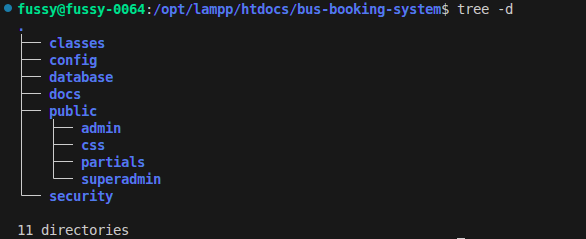 fussy@fussy-0064:/opt/lampp/htdocs/bus-booking-system$ tree -d
.
├── classes
├── config
├── database
├── docs
├── public
│   ├── admin
│   ├── css
│   ├── partials
│   └── superadmin
└── security

11 directories